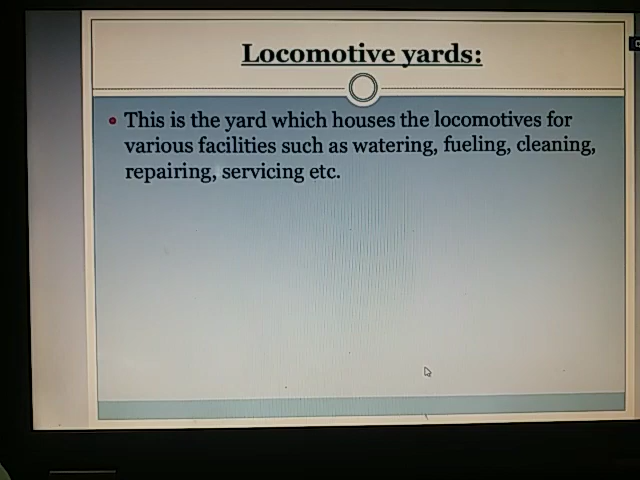 Locomotive yards:
This is the yard which houses the locomotives for
various facilities such as watering, fueling, cleaning,
repairing, servicing etc.